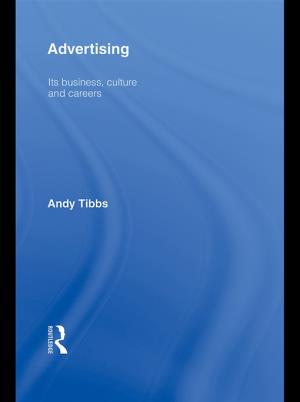 Advertising
Its business, culture
and careers
Andy Tibbs
ROUTLEDGE